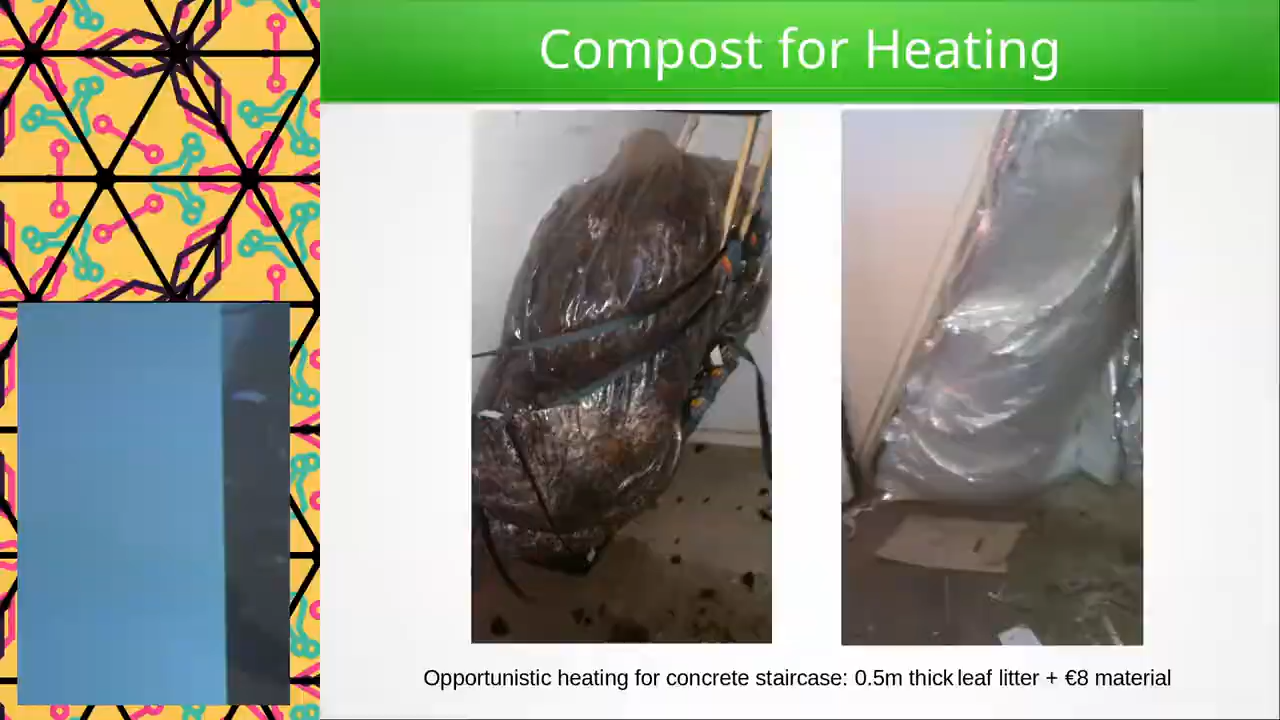 Compost for Heating
Opportunistic heating for concrete staircase: 0.5m thick leaf litter + €8 material